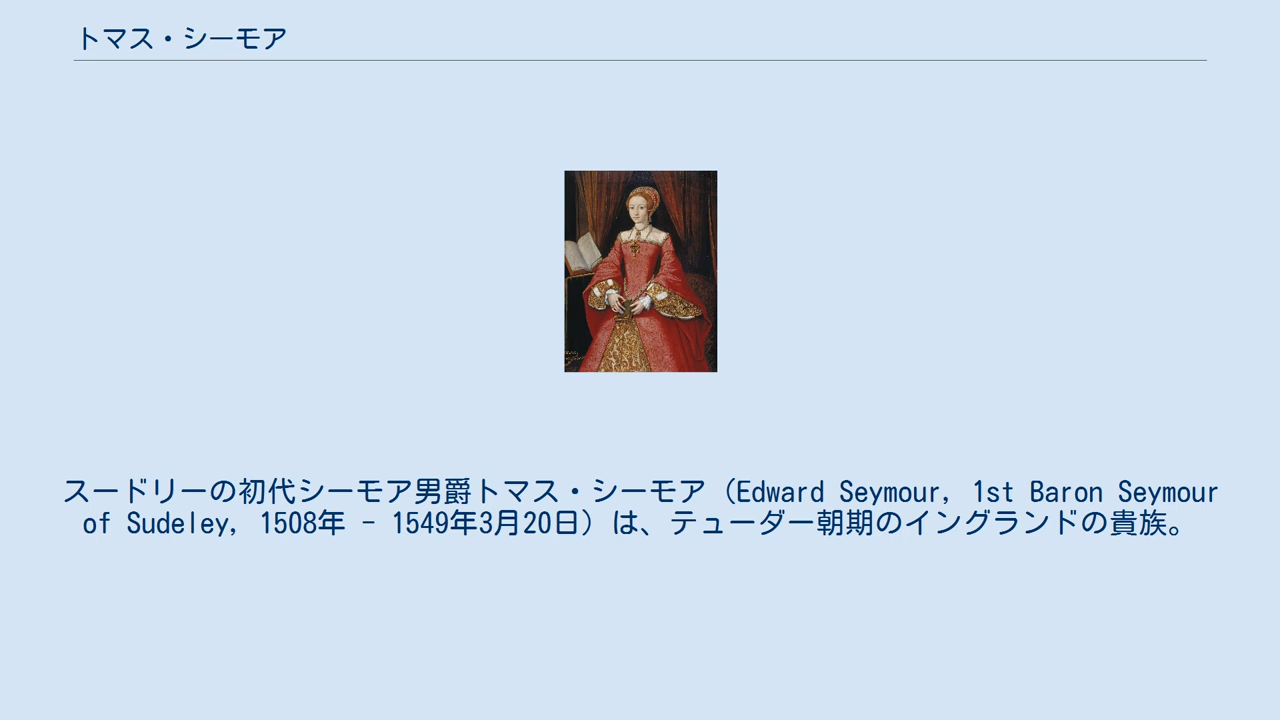 トマス・シーモア
スードリーの初代シーモア男爵トマス・シーモア（Edward Seymour, 1st Baron Seymour
of Sudeley, 1508年 - 1549年3月20日）は、テューダー朝期のイングランドの貴族。